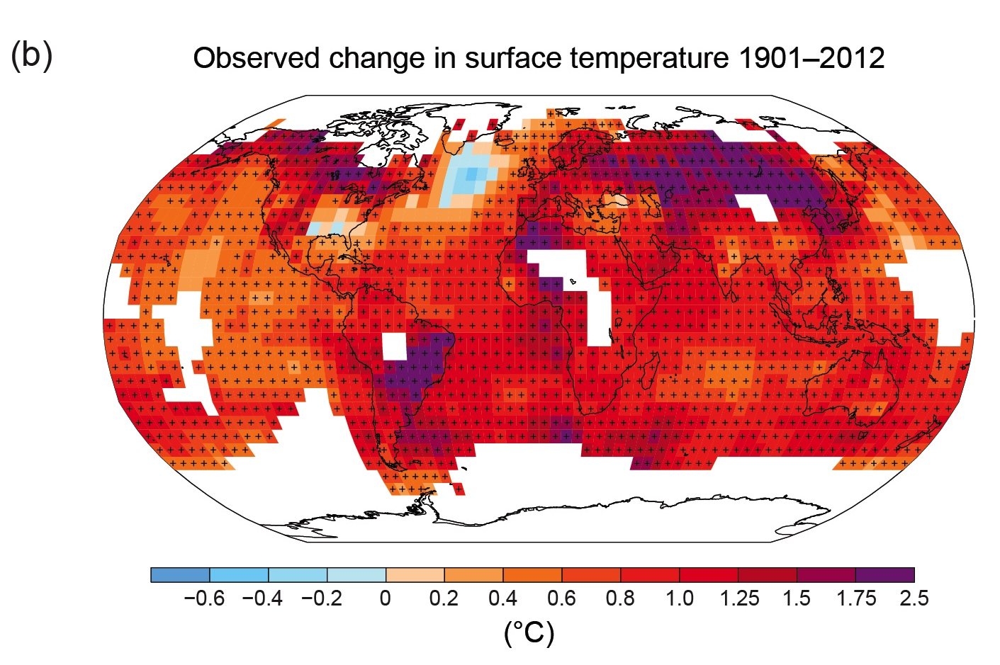 (b)
Observed change in surface temperature 1901–2012
−0.6 −0.4 −0.2 0 0.2 0.4 0.6 0.8 1.0 1.25 1.5 1.75 2.5
(°C)